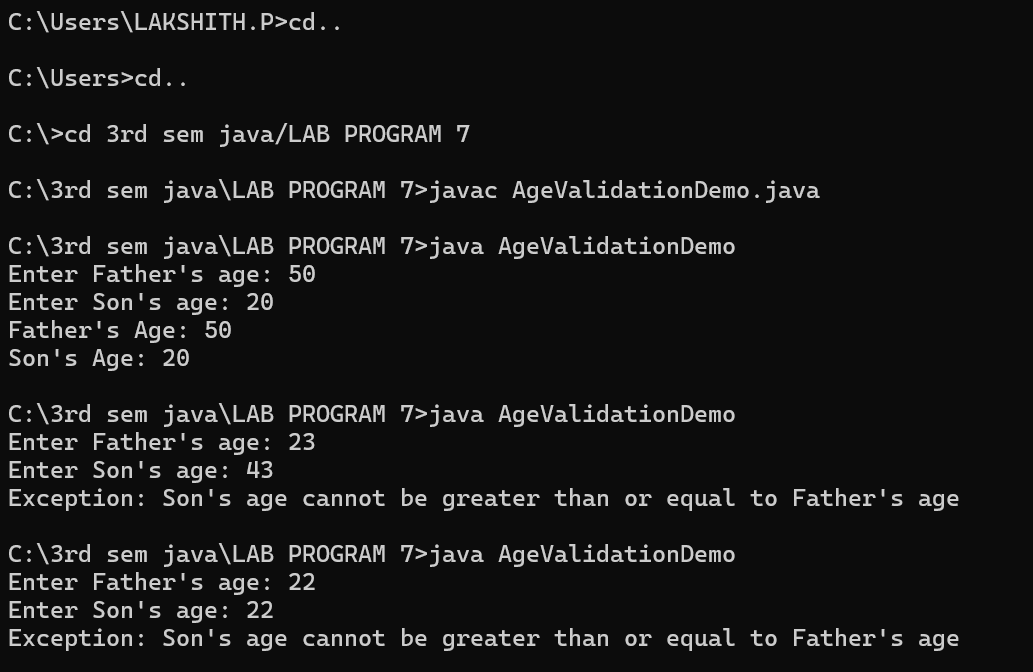 C:\Users\LAKSHITH.P>cd..
C:\Users>cd..
C:\>cd 3rd sem java/LAB PROGRAM 7
C:\3rd sem java\LAB PROGRAM 7>javac AgeValidationDemo.java
C:\3rd sem java\LAB PROGRAM 7>java AgeValidationDemo
Enter Father's age: 50
Enter Son's age: 20
Father's Age: 50
Son's Age: 20
C:\3rd sem java\LAB PROGRAM 7>java AgeValidationDemo
Enter Father's age: 23
Enter Son's age: 43
Exception: Son's age cannot be greater than or equal to Father's age
C:\3rd sem java\LAB PROGRAM 7>java AgeValidationDemo
Enter Father's age: 22
Enter Son's age: 22
Exception: Son's age cannot be greater than or equal to Father's age